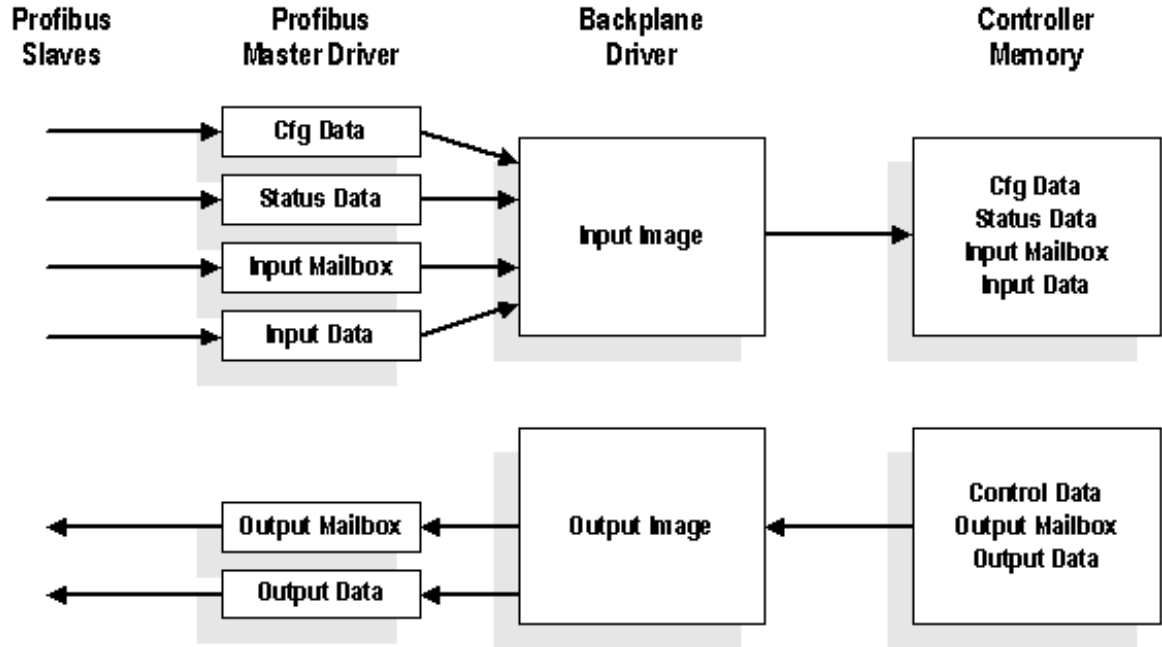 Profibus Slaves
Profibus Master Driver
Backplane Driver
Controller Memory
Cfg Data
Status Data
Input Mailbox
Input Data
Input Image
Cfg Data
Status Data
Input Mailbox
Input Data
Output Mailbox
Output Data
Output Image
Control Data
Output Mailbox
Output Data